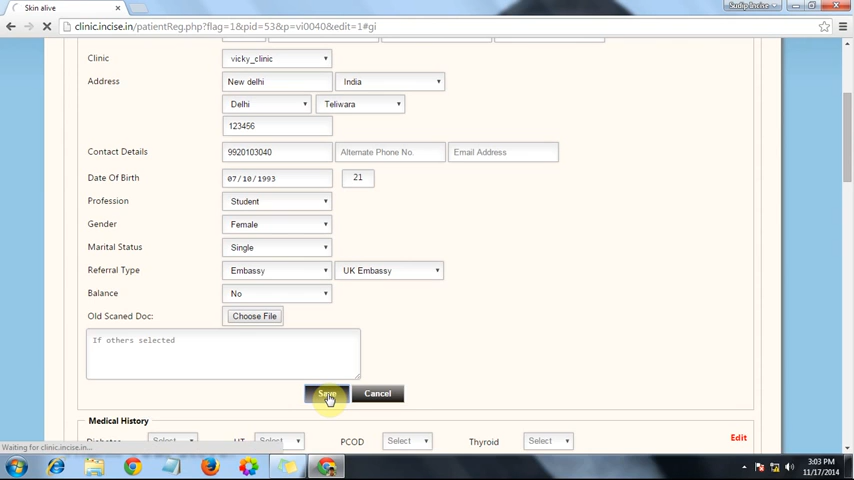 Skin alive
Sudip.Incise
clinic.incise.in/patientReg.php?flag=1&pid=53&p=vi0040&edit=1#gi
Clinic vicky_clinic
Address New delhi India
Delhi Teliwara
123456
Contact Details 9920103040 Alternate Phone No. Email Address
Date Of Birth 07/10/1993 21
Profession Student
Gender Female
Marital Status Single
Referral Type Embassy UK Embassy
Balance No
Old Scaned Doc: Choose File
If others selected
Save Cancel
Medical History
Edit
Diabetes Select HT Select PCOD Select Thyroid Select
Waiting for clinic.incise.in...
3:03 PM
11/17/2014